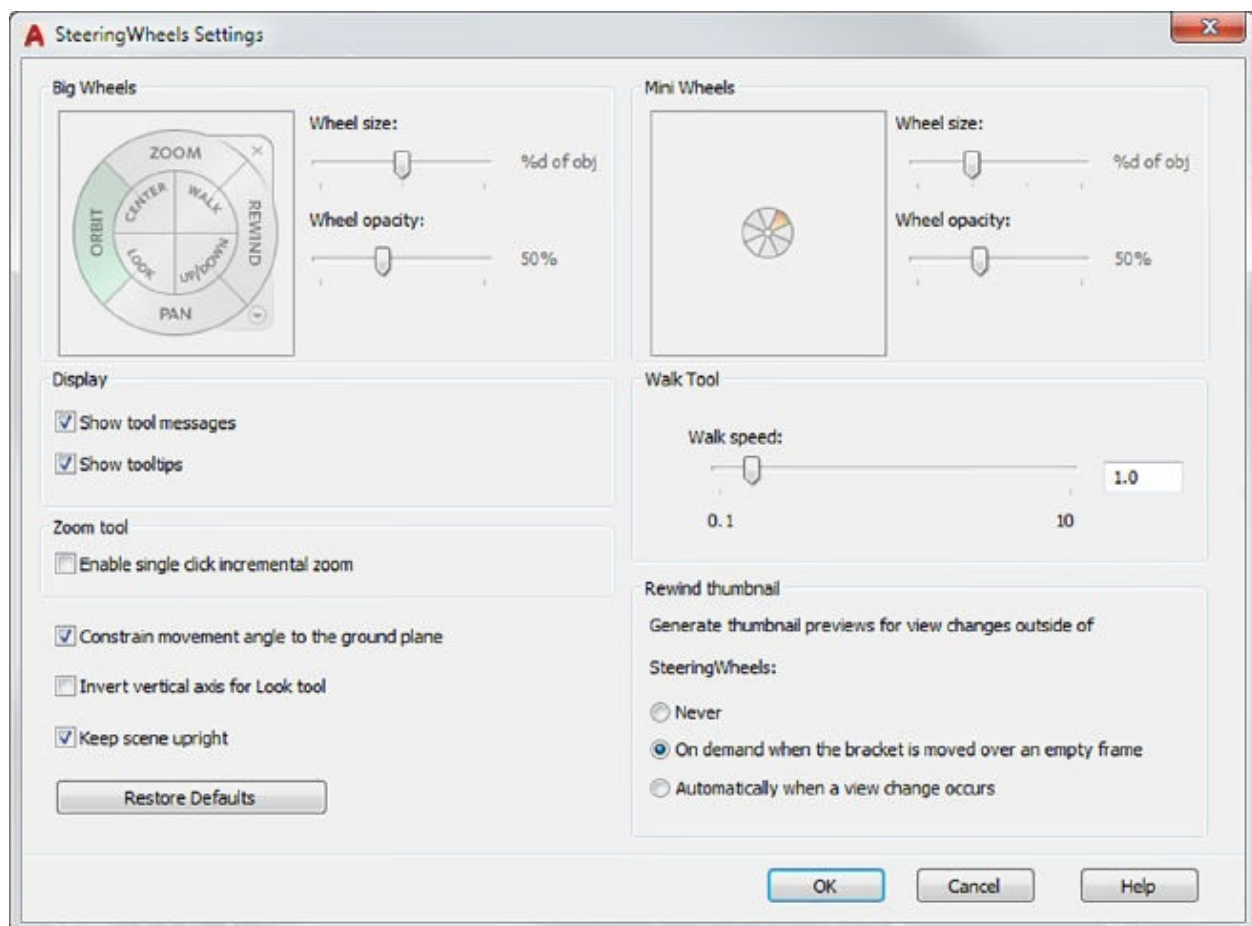 SteeringWheels Settings
Big Wheels
ZOOM
CENTER
WALK
ORBIT
REWIND
LOOK
UP/DOWN
PAN
Wheel size:
%d of obj
Wheel opacity:
50%
Mini Wheels
Wheel size:
%d of obj
Wheel opacity:
50%
Display
Show tool messages
Show tooltips
Zoom tool
Enable single click incremental zoom
Constrain movement angle to the ground plane
Invert vertical axis for Look tool
Keep scene upright
Restore Defaults
Walk Tool
Walk speed:
1.0
0.1 10
Rewind thumbnail
Generate thumbnail previews for view changes outside of
SteeringWheels:
Never
On demand when the bracket is moved over an empty frame
Automatically when a view change occurs
OK Cancel Help